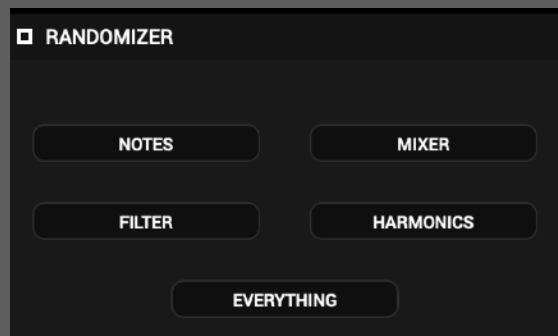 RANDOMIZER
NOTES MIXER
FILTER HARMONICS
EVERYTHING